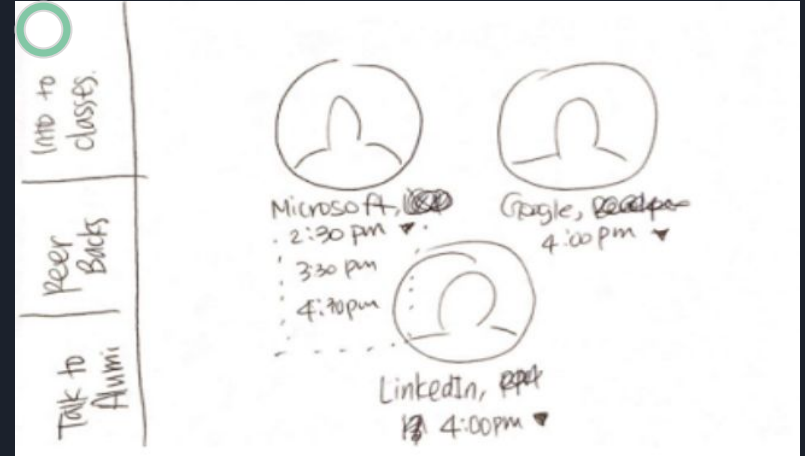 Into to
classes.
Peer
Backs
Talk to
Alumi
Microsoft,
2:30 pm
3:30 pm
4:30pm
Google,
4:00pm
LinkedIn,
4:00pm